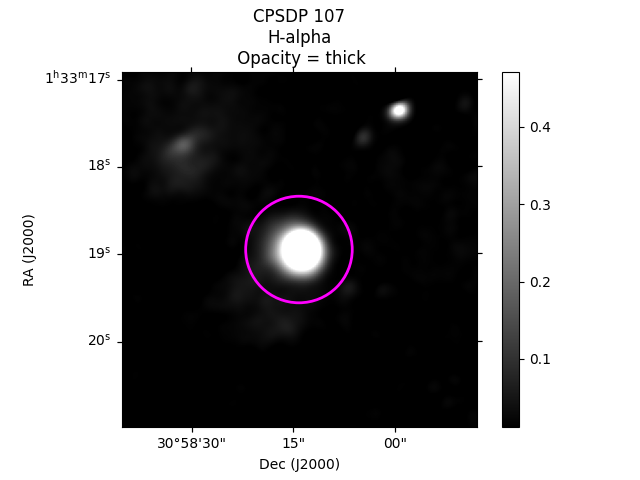 CPSDP 107
H-alpha
Opacity = thick
1ʰ33ᵐ17ˢ
18ˢ
19ˢ
20ˢ
RA (J2000)
30°58'30"
15"
00"
Dec (J2000)
0.4
0.3
0.2
0.1